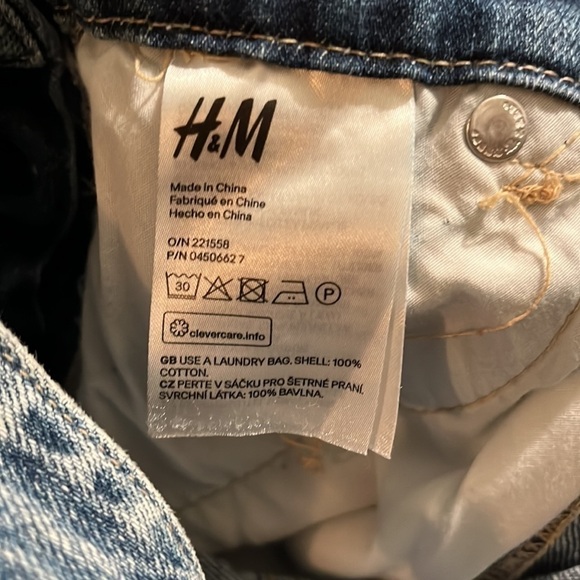 H&M
Made in China
Fabriqué en Chine
Hecho en China
O/N 221558
P/N 04506627
30 P
clevercare.info
GB USE A LAUNDRY BAG. SHELL: 100%
COTTON.
CZ PERTE V SÁČKU PRO ŠETRNÉ PRANÍ.
SVRCHNÍ LÁTKA: 100% BAVLNA.